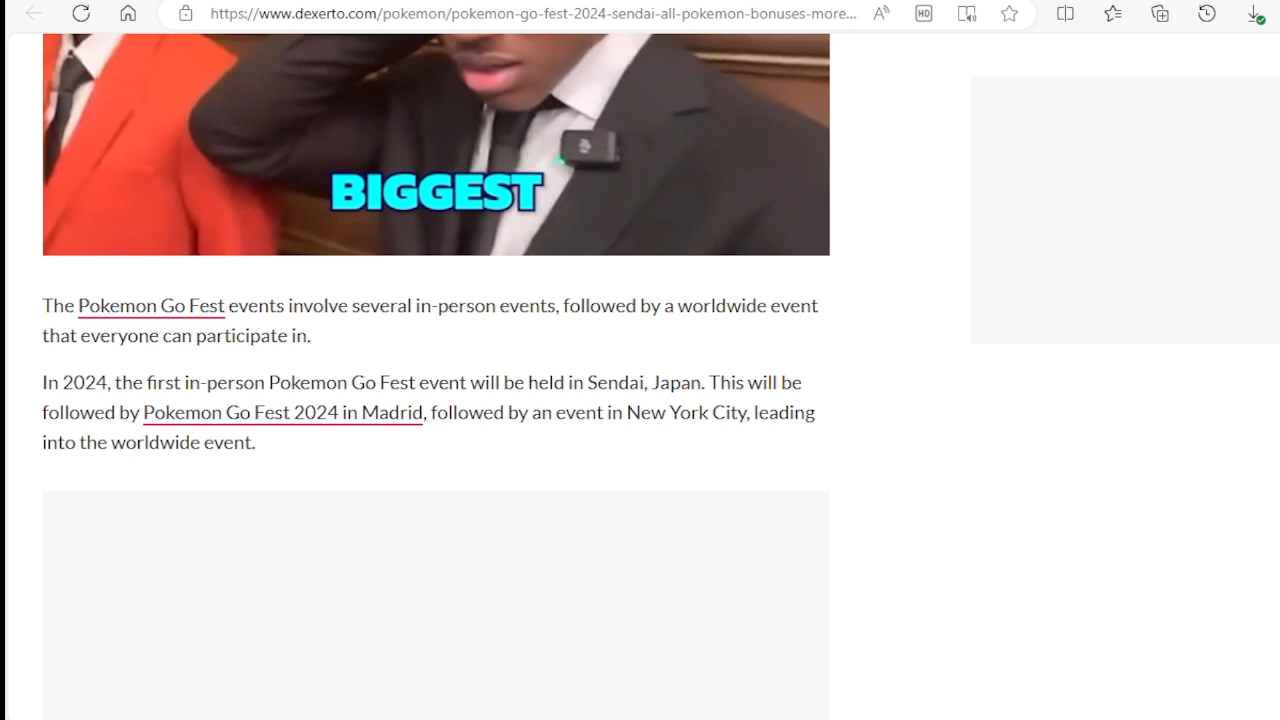 https://www.dexerto.com/pokemon/pokemon-go-fest-2024-sendai-all-pokemon-bonuses-more...
HD
BIGGEST
The Pokemon Go Fest events involve several in-person events, followed by a worldwide event
that everyone can participate in.
In 2024, the first in-person Pokemon Go Fest event will be held in Sendai, Japan. This will be
followed by Pokemon Go Fest 2024 in Madrid, followed by an event in New York City, leading
into the worldwide event.